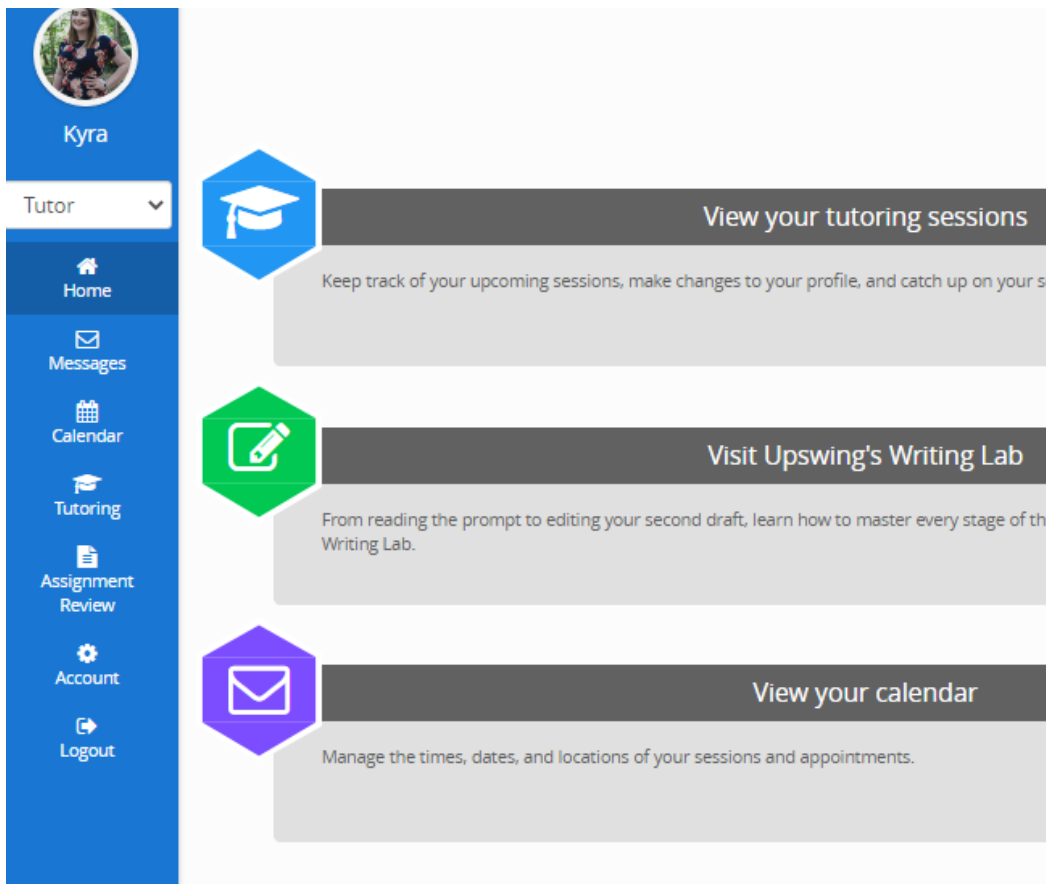 Kyra
Tutor
Home
Messages
Calendar
Tutoring
Assignment
Review
Account
Logout
View your tutoring sessions
Keep track of your upcoming sessions, make changes to your profile, and catch up on your
Visit Upswing's Writing Lab
From reading the prompt to editing your second draft, learn how to master every stage of
Writing Lab.
View your calendar
Manage the times, dates, and locations of your sessions and appointments.